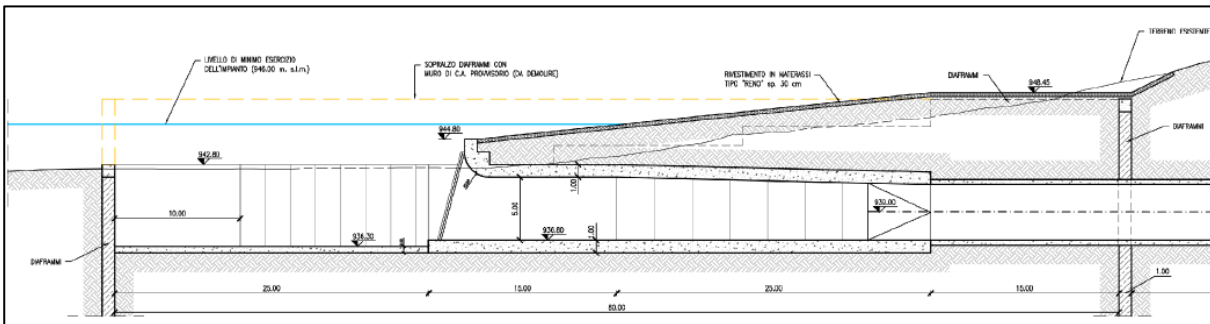 LIVELLO DI MINIMO ESERCIZIO
DELL'IMPIANTO (946.00 m. s.l.m.)
SOPRALZO DIAFRAMMI CON
MURO DI C.A. PROVVISORIO (DA DEMOLIRE)
RIVESTIMENTO IN MATERASSI
TIPO "RENO" sp. 30 cm
DIAFRAMMI
TERRENO ESISTENTE
948.45
944.80
942.80
DIAFRAMMI
10.00
5.00
1.00
939.00
936.30
936.80
1.00
DIAFRAMMI
1.00
25.00
15.00
25.00
15.00
80.00